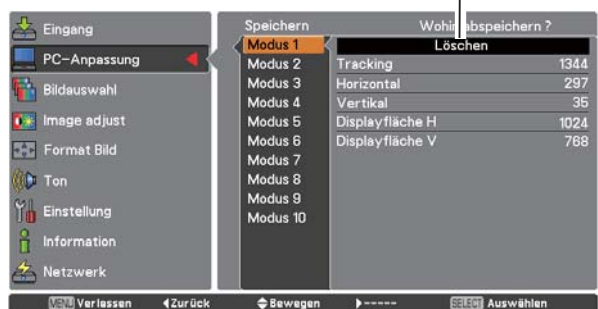 Eingang
PC-Anpassung
Bildauswahl
Image adjust
Format Bild
Ton
Einstellung
Information
Netzwerk
Speichern
Modus 1
Modus 2
Modus 3
Modus 4
Modus 5
Modus 6
Modus 7
Modus 8
Modus 9
Modus 10
Wohin abspeichern ?
Löschen
Tracking 1344
Horizontal 297
Vertikal 35
Displayfläche H 1024
Displayfläche V 768
MENU Verlassen Zurück Bewegen ----- SELECT Auswählen